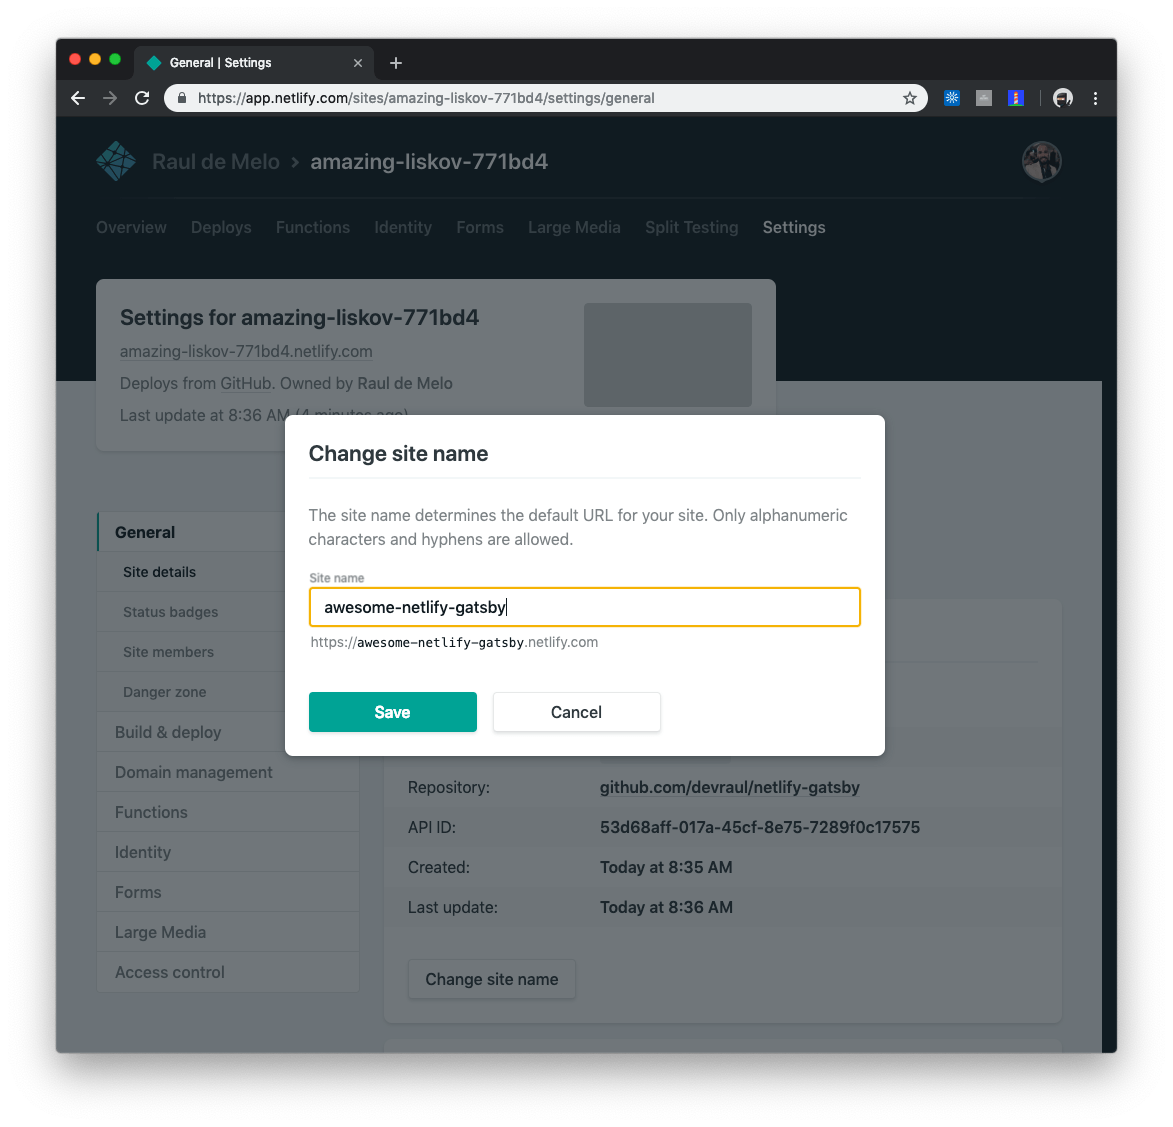 General | Settings
https://app.netlify.com/sites/amazing-liskov-771bd4/settings/general
Raul de Melo > amazing-liskov-771bd4
Overview Deploys Functions Identity Forms Large Media Split Testing Settings
Settings for amazing-liskov-771bd4
amazing-liskov-771bd4.netlify.com
Deploys from GitHub. Owned by Raul de Melo
Last update at 8:36 AM (4 minutes ago)
Change site name
The site name determines the default URL for your site. Only alphanumeric
characters and hyphens are allowed.
Site name
awesome-netlify-gatsby
https://awesome-netlify-gatsby.netlify.com
Save Cancel
General
Site details
Status badges
Site members
Danger zone
Build & deploy
Domain management
Functions
Identity
Forms
Large Media
Access control
Repository: github.com/devraul/netlify-gatsby
API ID: 53d68aff-017a-45cf-8e75-7289f0c17575
Created: Today at 8:35 AM
Last update: Today at 8:36 AM
Change site name